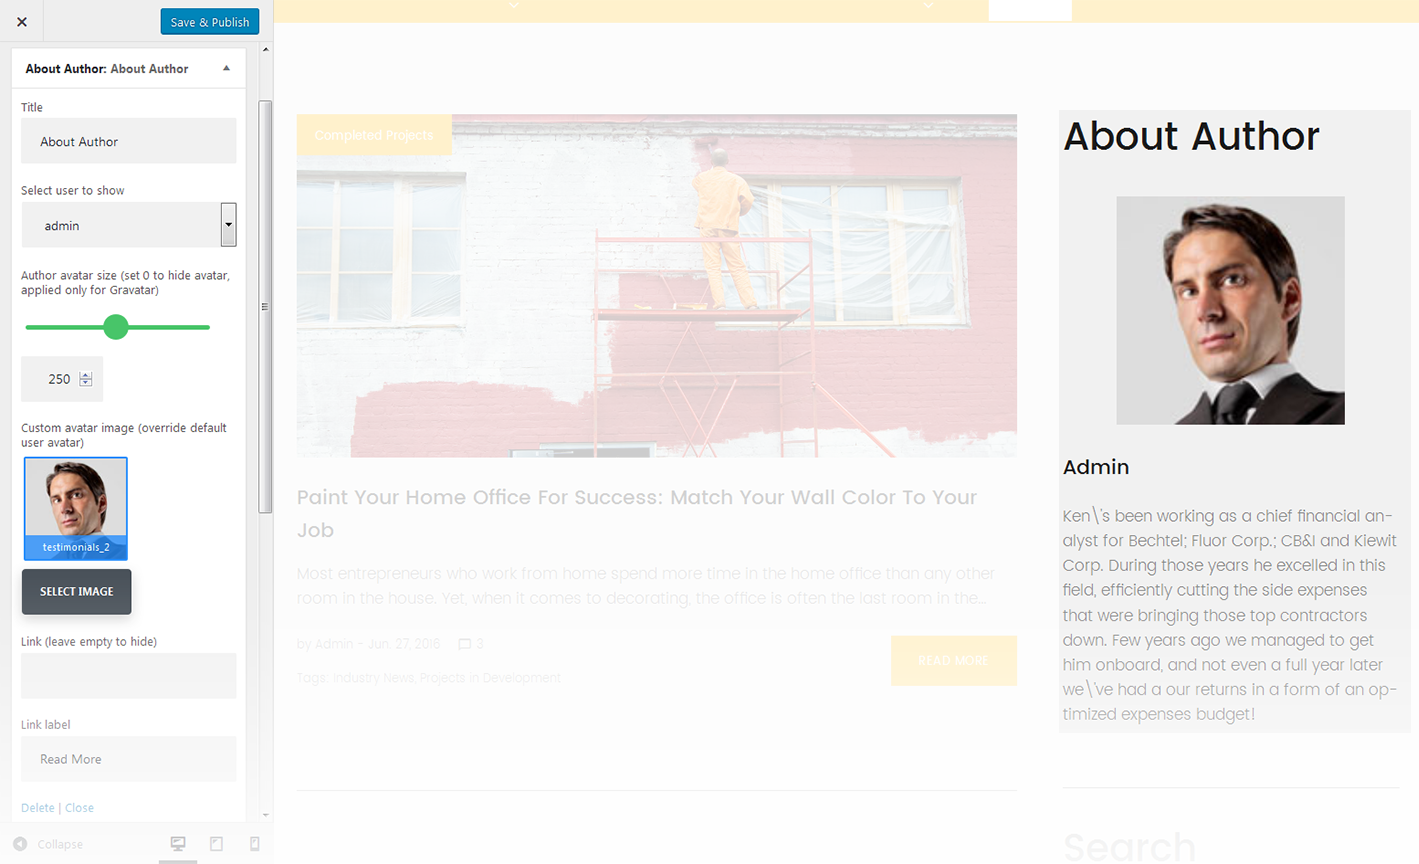 Save & Publish
About Author: About Author
Title
About Author
Select user to show
admin
Author avatar size (set 0 to hide avatar,
applied only for Gravatar)
250
Custom avatar image (override default
user avatar)
testimonials_2
SELECT IMAGE
Link (leave empty to hide)
Link label
Read More
Delete | Close
Collapse
Completed Projects
Paint Your Home Office For Success: Match Your Wall Color To Your
Job
Most entrepreneurs who work from home spend more time in the home office than any other
room in the house. Yet, when it comes to decorating, the office is often the last room in the...
by Admin - Jun. 27, 2016 3
READ MORE
Tags: Industry News, Projects in Development
About Author
Admin
Ken\'s been working as a chief financial an-
alyst for Bechtel; Fluor Corp.; CB&I and Kiewit
Corp. During those years he excelled in this
field, efficiently cutting the side expenses
that were bringing those top contractors
down. Few years ago we managed to get
him onboard, and not even a full year later
we\'ve had a our returns in a form of an op-
timized expenses budget!
Search